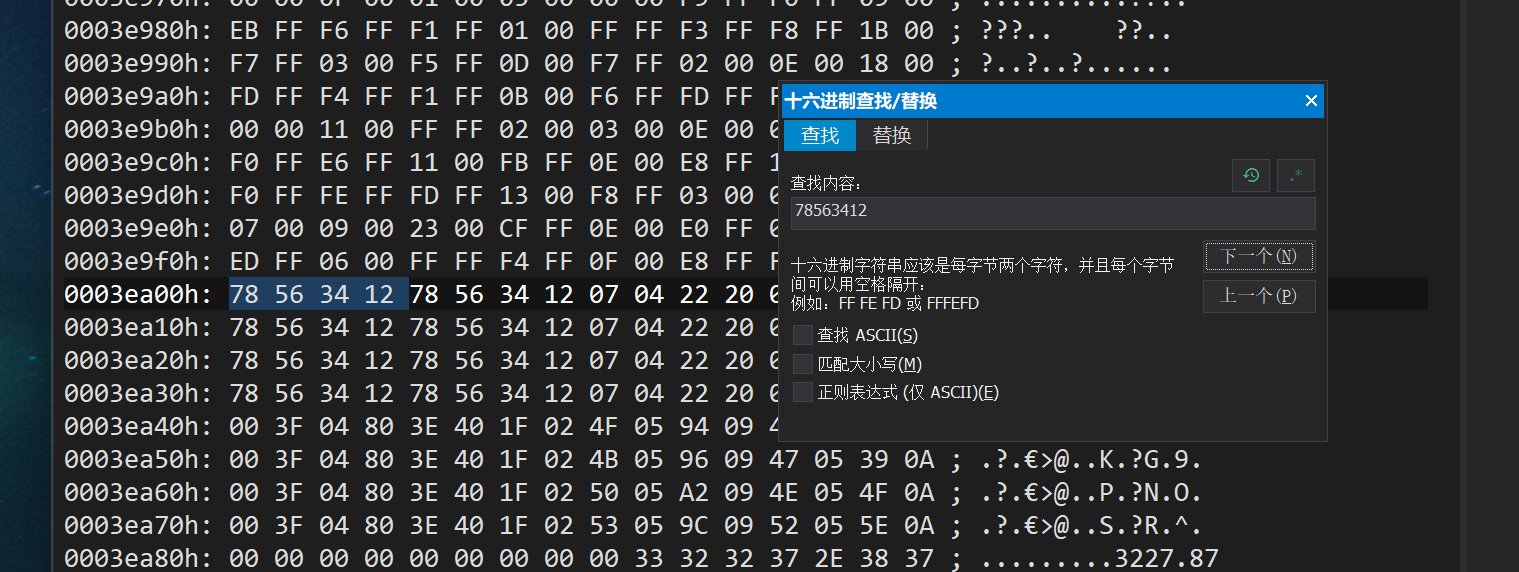 0003e980h: EB FF F6 FF F1 FF 01 00 FF FF F3 FF F8 FF 1B 00 ; ???.. ??..
0003e990h: F7 FF 03 00 F5 FF 0D 00 F7 FF 02 00 0E 00 18 00 ; ?..?..?......
0003e9a0h: FD FF F4 FF F1 FF 0B 00 F6 FF FD FF
0003e9b0h: 00 00 11 00 FF FF 02 00 03 00 0E 00
0003e9c0h: F0 FF E6 FF 11 00 FB FF 0E 00 E8 FF
0003e9d0h: F0 FF FE FF FD FF 13 00 F8 FF 03 00
0003e9e0h: 07 00 09 00 23 00 CF FF 0E 00 E0 FF
0003e9f0h: ED FF 06 00 FF FF F4 FF 0F 00 E8 FF
0003ea00h: 78 56 34 12 78 56 34 12 07 04 22 20
0003ea10h: 78 56 34 12 78 56 34 12 07 04 22 20
0003ea20h: 78 56 34 12 78 56 34 12 07 04 22 20
0003ea30h: 78 56 34 12 78 56 34 12 07 04 22 20
0003ea40h: 00 3F 04 80 3E 40 1F 02 4F 05 94 09
0003ea50h: 00 3F 04 80 3E 40 1F 02 4B 05 96 09 47 05 39 0A ; .?.€>@..K.?G.9.
0003ea60h: 00 3F 04 80 3E 40 1F 02 50 05 A2 09 4E 05 4F 0A ; .?.€>@..P.?N.O.
0003ea70h: 00 3F 04 80 3E 40 1F 02 53 05 9C 09 52 05 5E 0A ; .?.€>@..S.?R.^.
0003ea80h: 00 00 00 00 00 00 00 00 00 33 32 32 37 2E 38 37 ; .........3227.87
十六进制查找/替换
查找 替换
.*
查找内容:
78563412
下一个(N)
十六进制字符串应该是每字节两个字符，并且每个字节
间可以用空格隔开:
例如: FF FE FD 或 FFFEFD
上一个(P)
查找 ASCII(S)
匹配大小写(M)
正则表达式 (仅 ASCII)(E)